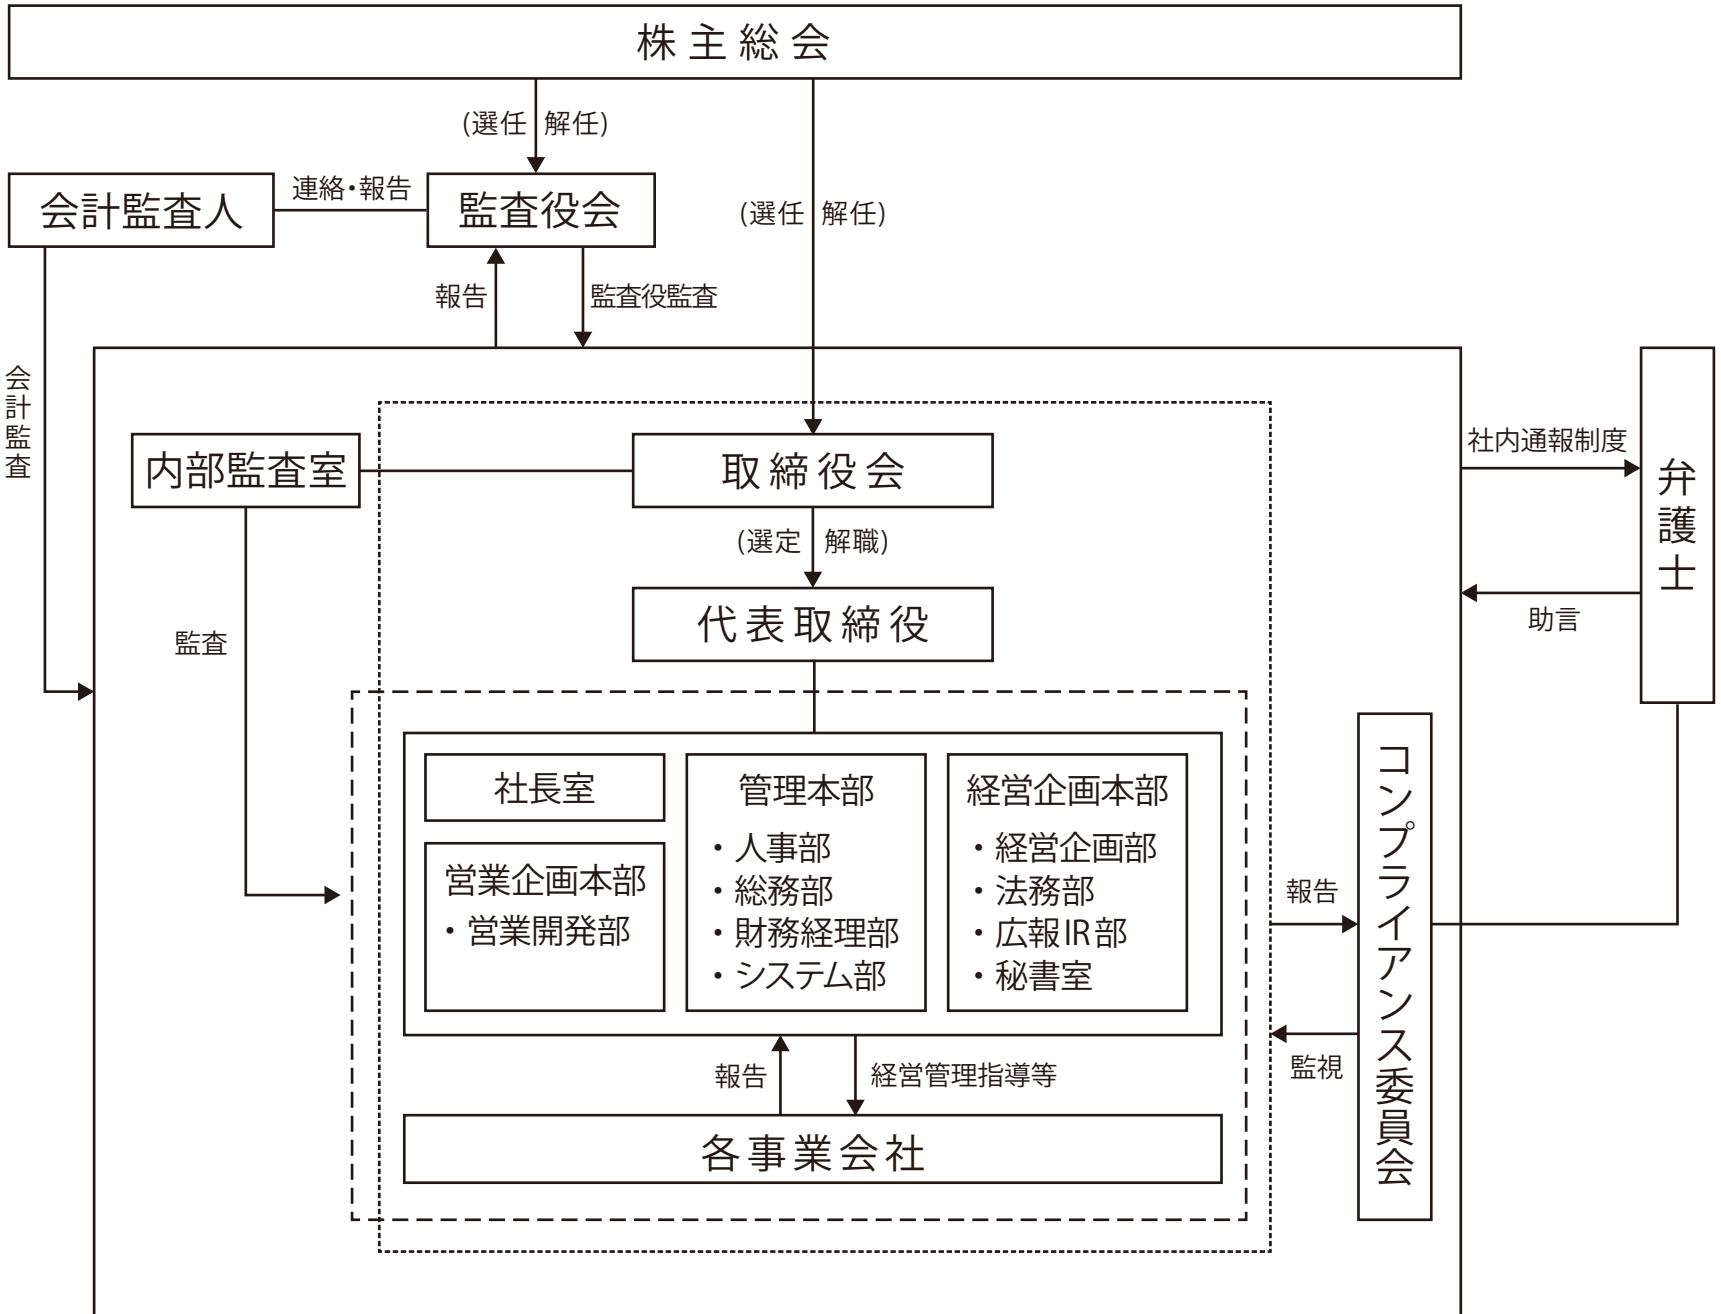 株主総会
(選任 解任)
会計監査人
連絡・報告
監査役会
(選任 解任)
報告
監査役監査
会計監査
内部監査室
取締役会
社内通報制度
弁護士
(選定 解職)
代表取締役
助言
監査
社長室
管理本部
・人事部
・総務部
・財務経理部
・システム部
経営企画本部
・経営企画部
・法務部
・広報IR部
・秘書室
営業企画本部
・営業開発部
報告
コンプライアンス委員会
監視
報告
経営管理指導等
各事業会社